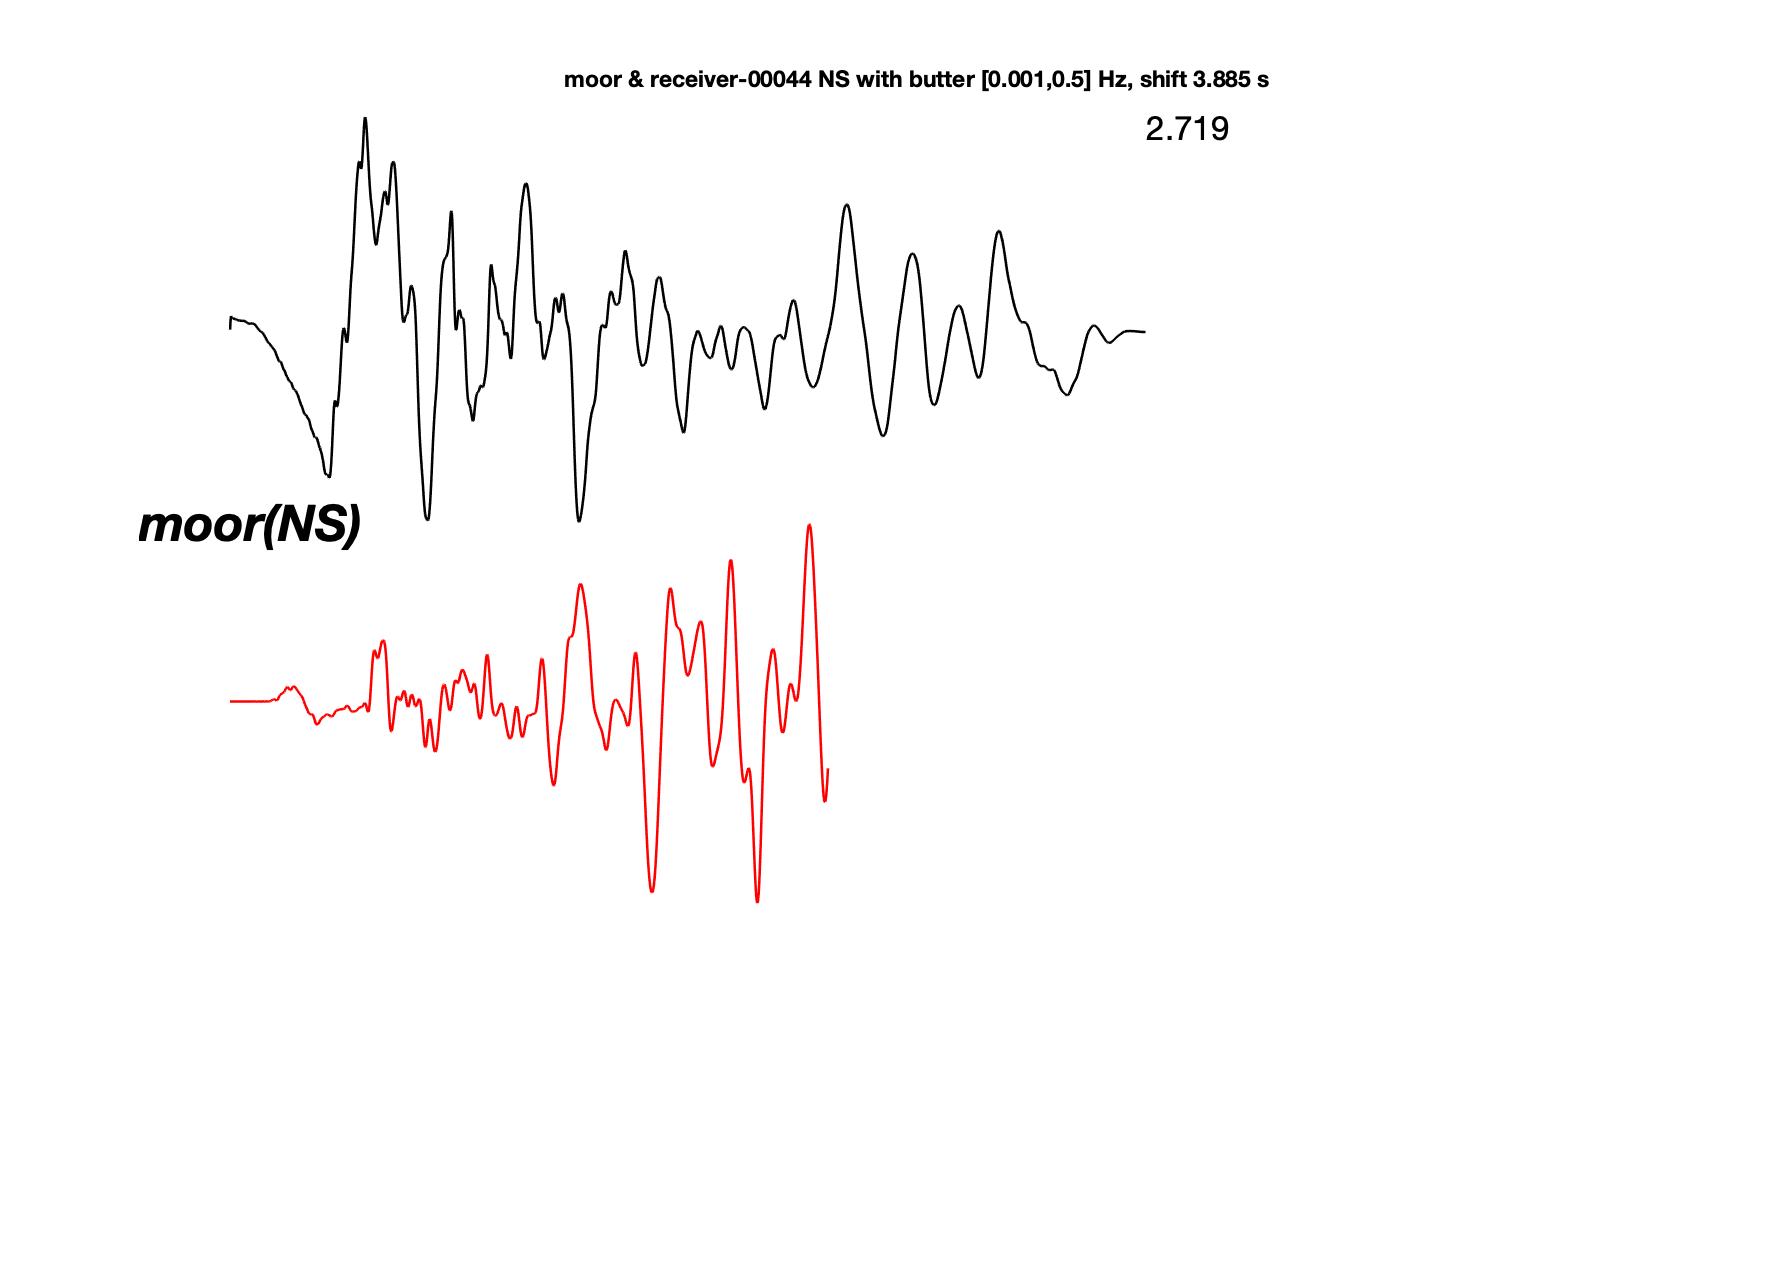 moor & receiver-00044 NS with butter [0.001,0.5] Hz, shift 3.885 s
2.719
moor(NS)